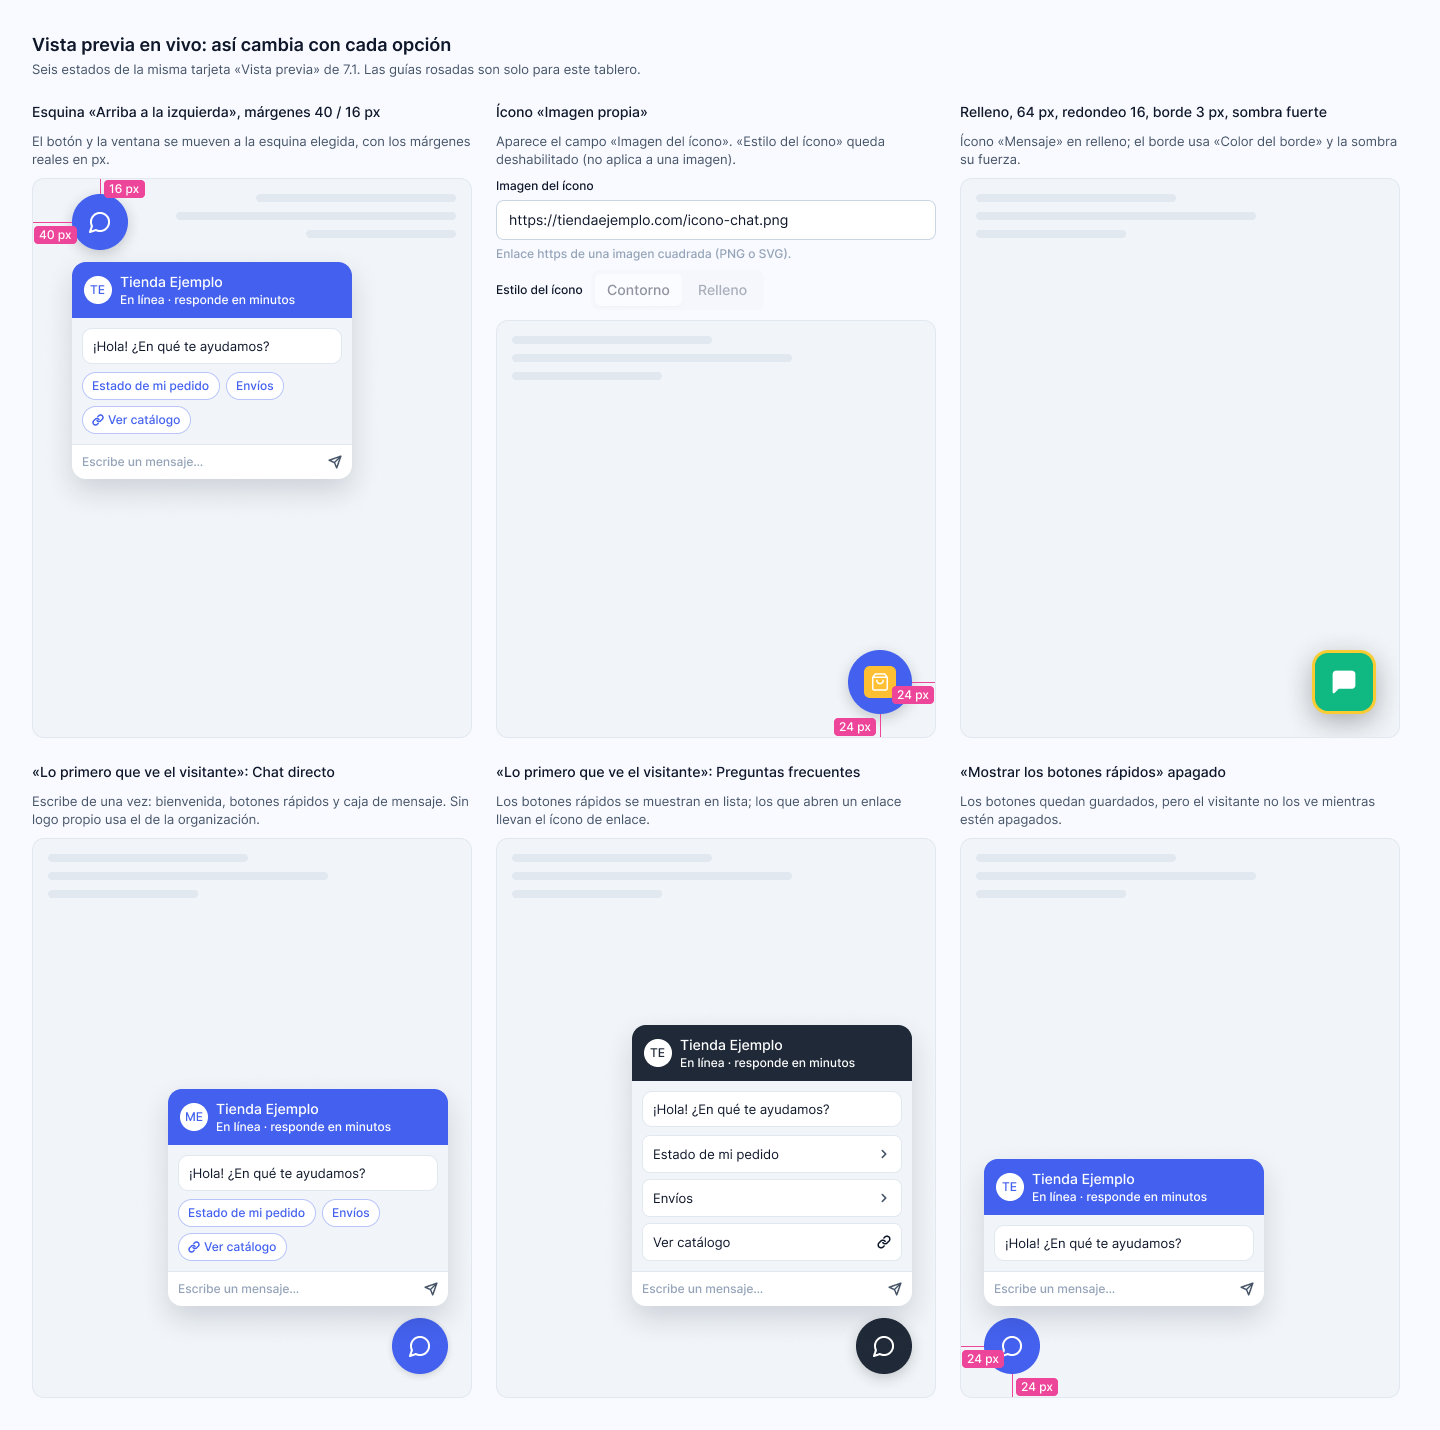 Vista previa en vivo: así cambia con cada opción
Seis estados de la misma tarjeta «Vista previa» de 7.1. Las guías rosadas son solo para este tablero.
Esquina «Arriba a la izquierda», márgenes 40 / 16 px
El botón y la ventana se mueven a la esquina elegida, con los márgenes
reales en px.
16 px
40 px
TE
Tienda Ejemplo
En línea · responde en minutos
¡Hola! ¿En qué te ayudamos?
Estado de mi pedido
Envíos
Ver catálogo
Escribe un mensaje...
Ícono «Imagen propia»
Aparece el campo «Imagen del ícono». «Estilo del ícono» queda
deshabilitado (no aplica a una imagen).
Imagen del ícono
https://tiendaejemplo.com/icono-chat.png
Enlace https de una imagen cuadrada (PNG o SVG).
Estilo del ícono
Contorno
Relleno
24 px
24 px
Relleno, 64 px, redondeo 16, borde 3 px, sombra fuerte
Ícono «Mensaje» en relleno; el borde usa «Color del borde» y la sombra
su fuerza.
«Lo primero que ve el visitante»: Chat directo
Escribe de una vez: bienvenida, botones rápidos y caja de mensaje. Sin
logo propio usa el de la organización.
ME
Tienda Ejemplo
En línea · responde en minutos
¡Hola! ¿En qué te ayudamos?
Estado de mi pedido
Envíos
Ver catálogo
Escribe un mensaje...
«Lo primero que ve el visitante»: Preguntas frecuentes
Los botones rápidos se muestran en lista; los que abren un enlace
llevan el ícono de enlace.
TE
Tienda Ejemplo
En línea · responde en minutos
¡Hola! ¿En qué te ayudamos?
Estado de mi pedido
Envíos
Ver catálogo
Escribe un mensaje...
«Mostrar los botones rápidos» apagado
Los botones quedan guardados, pero el visitante no los ve mientras
estén apagados.
TE
Tienda Ejemplo
En línea · responde en minutos
¡Hola! ¿En qué te ayudamos?
Escribe un mensaje...
24 px
24 px